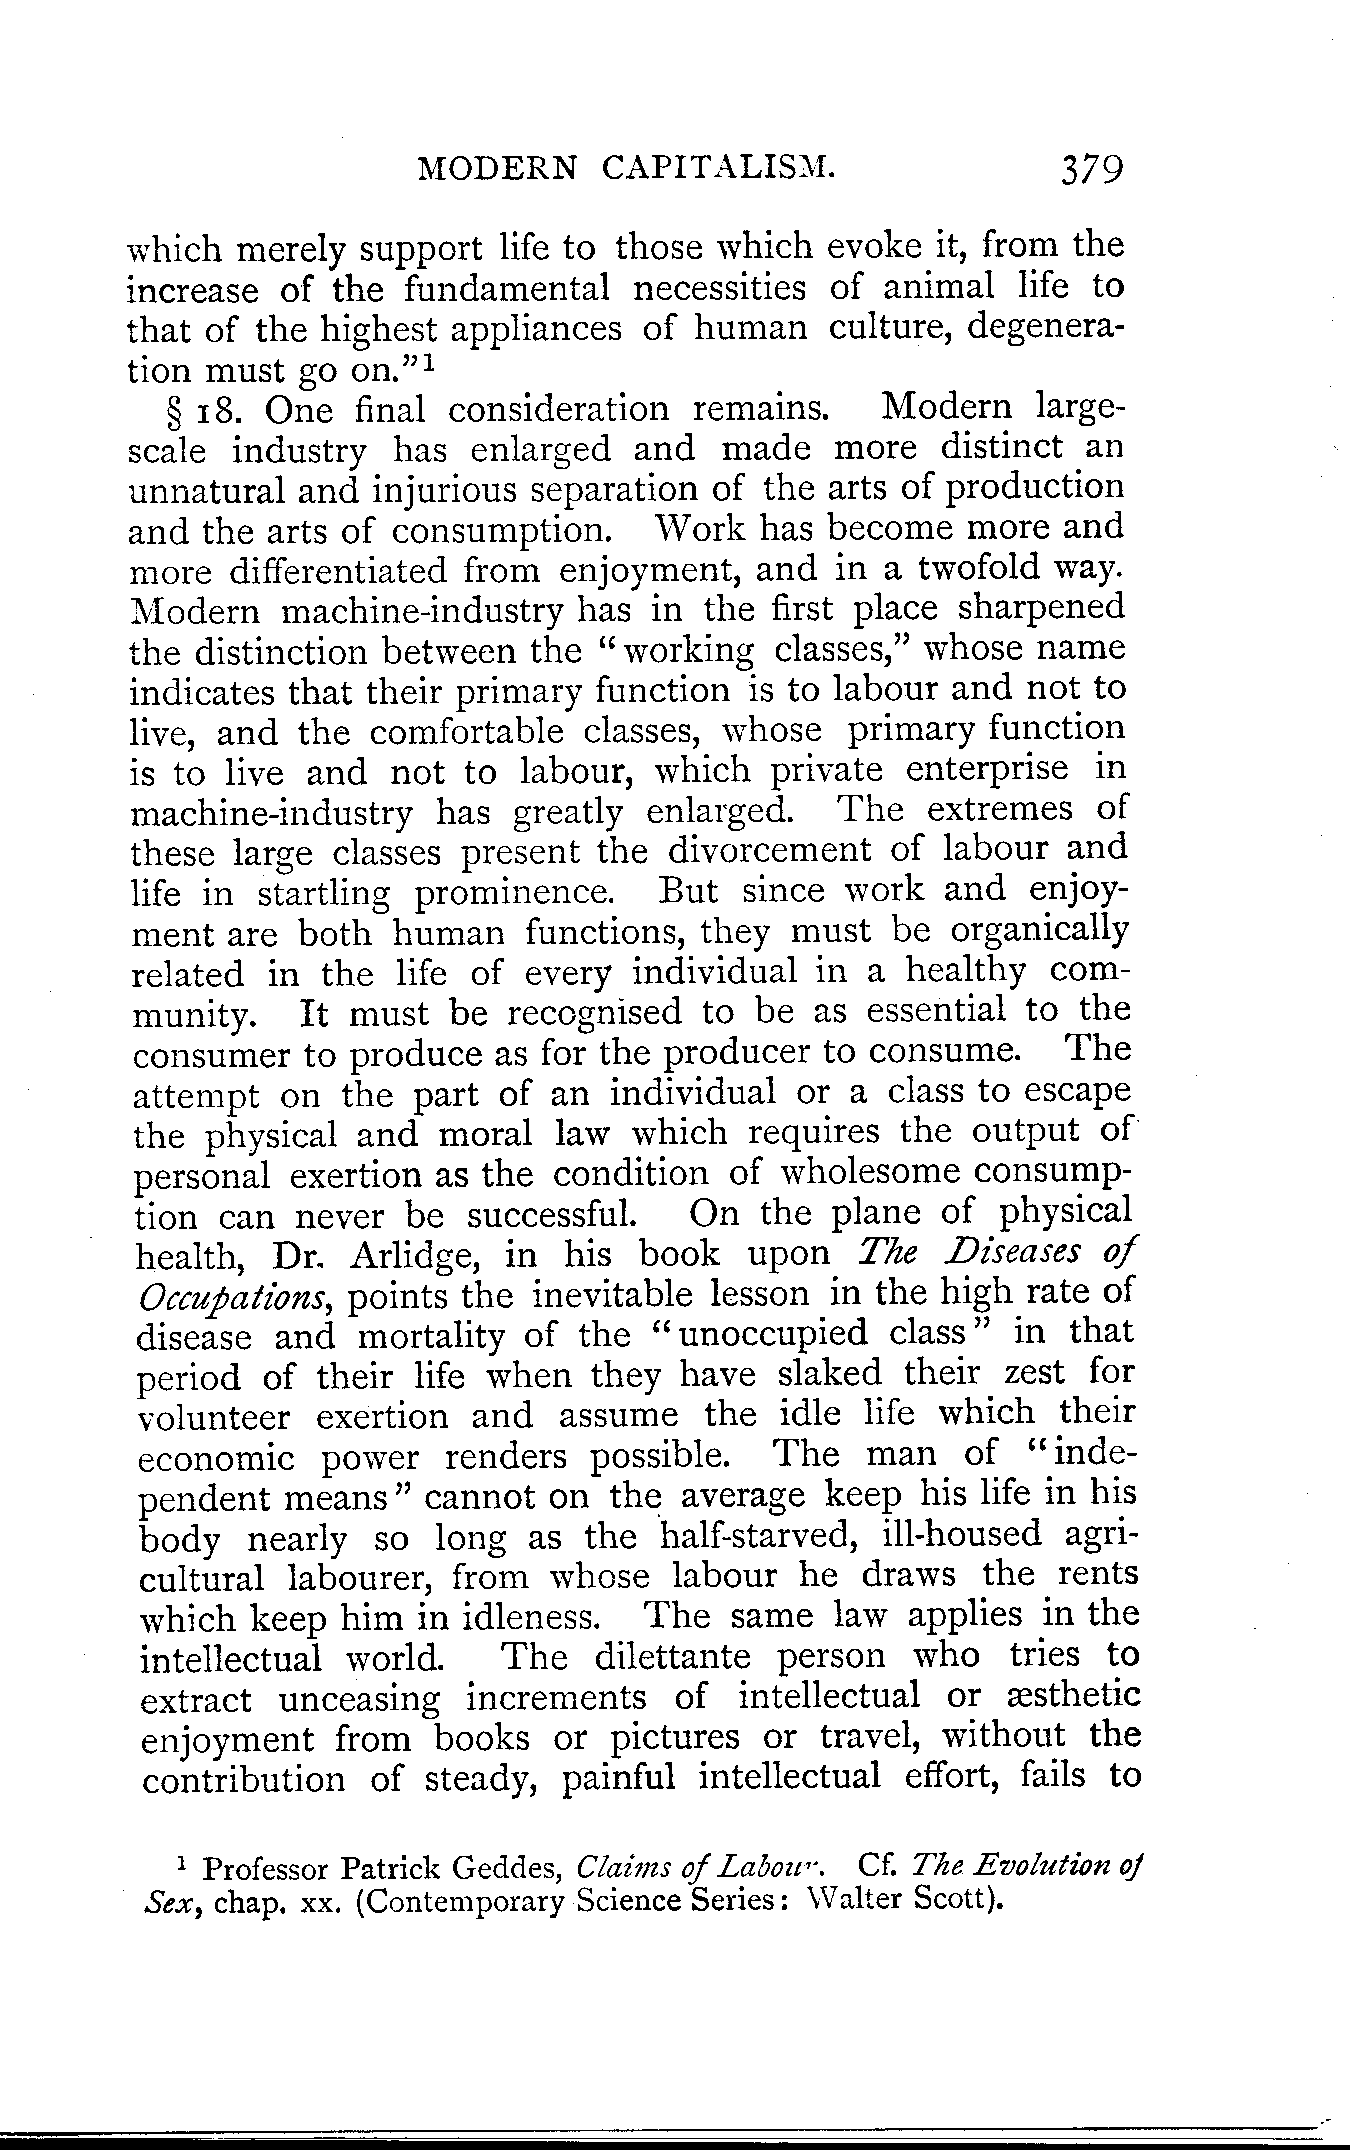 MODERN CAPITALISM. 379
which merely support life to those which evoke it, from the
increase of the fundamental necessities of animal life to
that of the highest appliances of human culture, degenera-
tion must go on."¹
§ 18. One final consideration remains. Modern large-
scale industry has enlarged and made more distinct an
unnatural and injurious separation of the arts of production
and the arts of consumption. Work has become more and
more differentiated from enjoyment, and in a twofold way.
Modern machine-industry has in the first place sharpened
the distinction between the "working classes," whose name
indicates that their primary function is to labour and not to
live, and the comfortable classes, whose primary function
is to live and not to labour, which private enterprise in
machine-industry has greatly enlarged. The extremes of
these large classes present the divorcement of labour and
life in startling prominence. But since work and enjoy-
ment are both human functions, they must be organically
related in the life of every individual in a healthy com-
munity. It must be recognised to be as essential to the
consumer to produce as for the producer to consume. The
attempt on the part of an individual or a class to escape
the physical and moral law which requires the output of
personal exertion as the condition of wholesome consump-
tion can never be successful. On the plane of physical
health, Dr. Arlidge, in his book upon The Diseases of
Occupations, points the inevitable lesson in the high rate of
disease and mortality of the "unoccupied class" in that
period of their life when they have slaked their zest for
volunteer exertion and assume the idle life which their
economic power renders possible. The man of "inde-
pendent means" cannot on the average keep his life in his
body nearly so long as the half-starved, ill-housed agri-
cultural labourer, from whose labour he draws the rents
which keep him in idleness. The same law applies in the
intellectual world. The dilettante person who tries to
extract unceasing increments of intellectual or æsthetic
enjoyment from books or pictures or travel, without the
contribution of steady, painful intellectual effort, fails to
¹ Professor Patrick Geddes, Claims of Labour. Cf. The Evolution of
Sex, chap. xx. (Contemporary Science Series: Walter Scott).